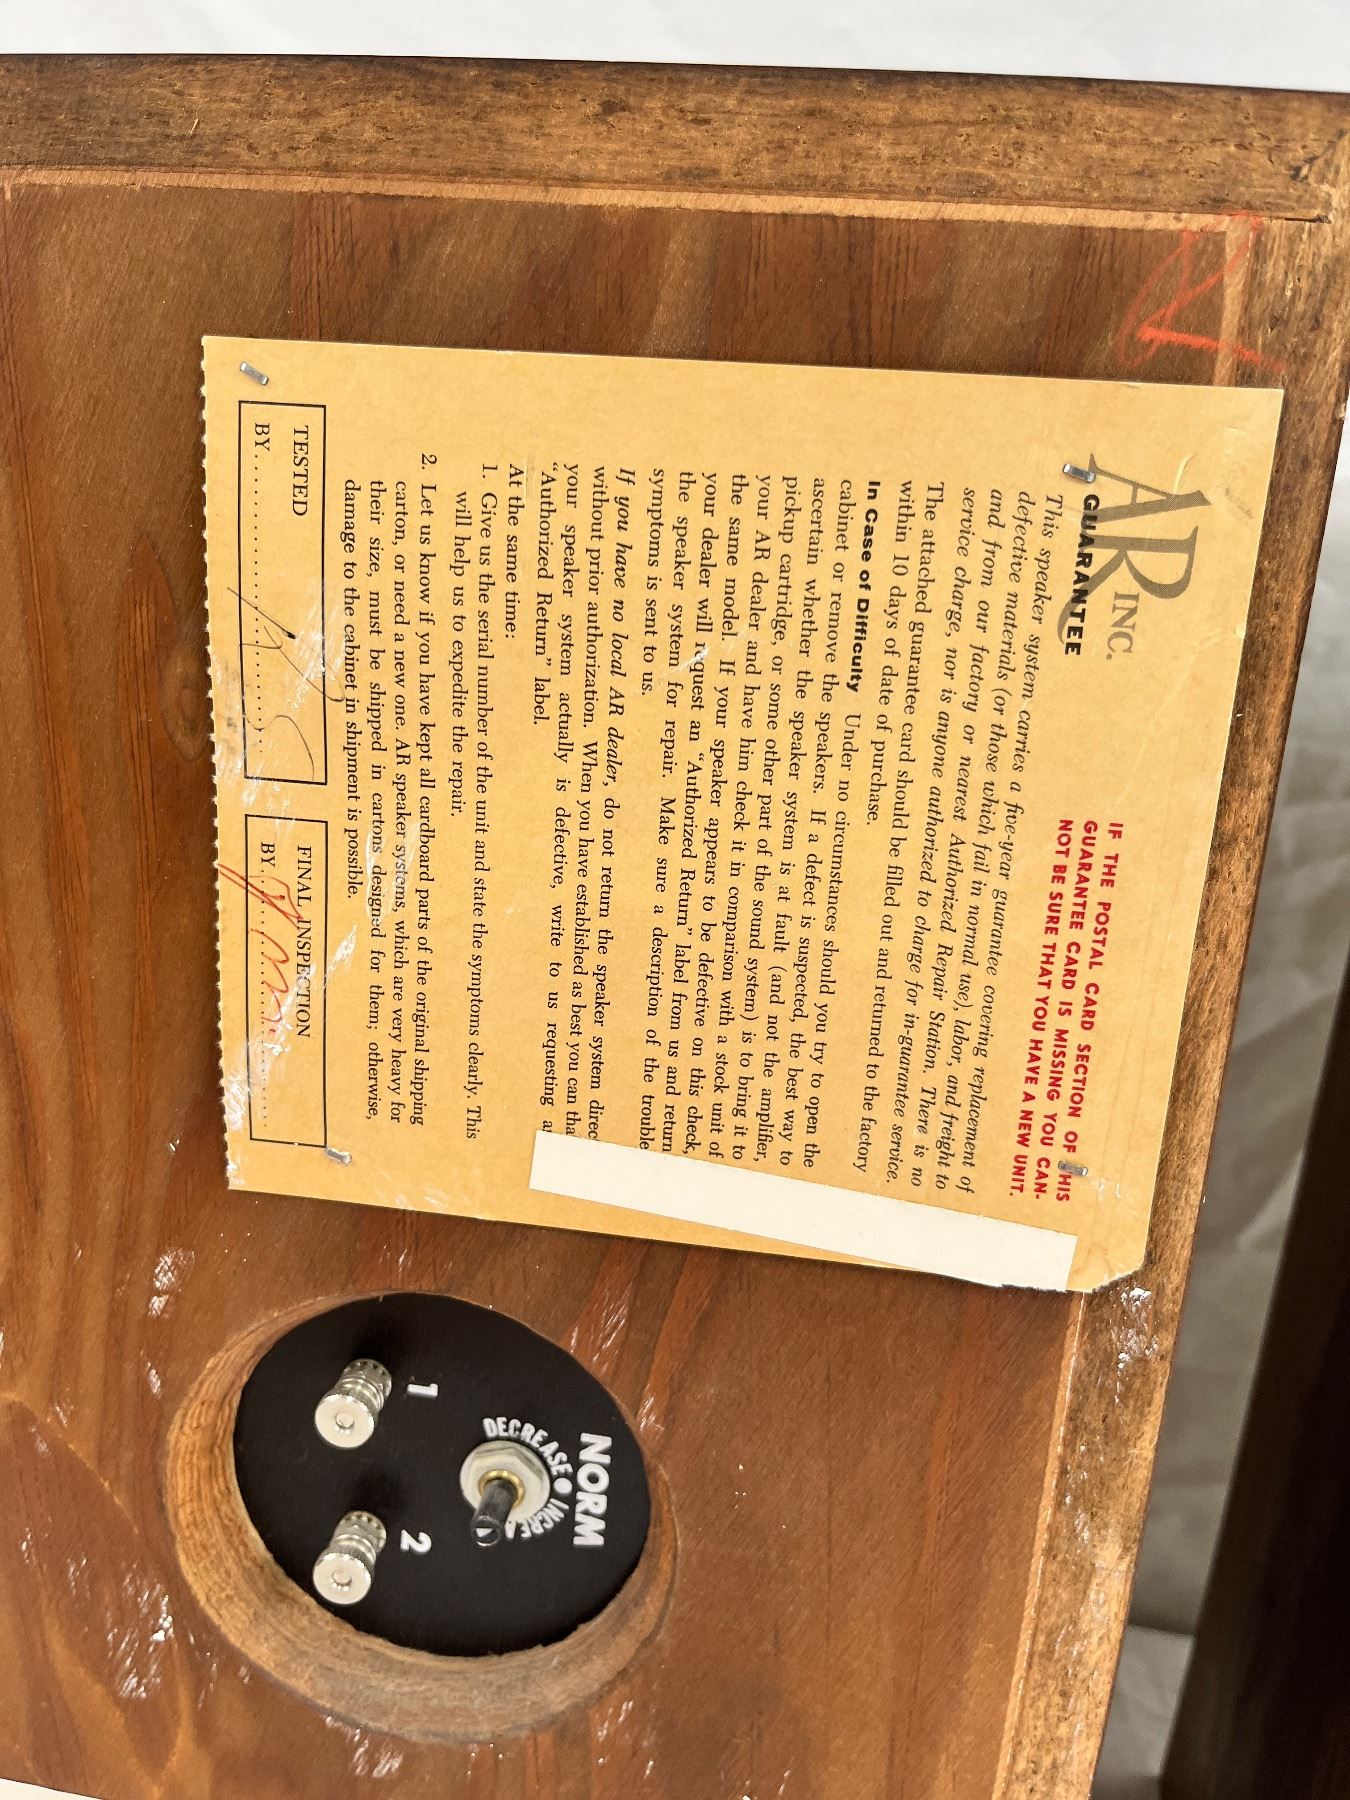 AR INC.
GUARANTEE
IF THE POSTAL CARD SECTION OF HIS
GUARANTEE CARD IS MISSING YOU CAN-
NOT BE SURE THAT YOU HAVE A NEW UNIT.
This speaker system carries a five-year guarantee covering replacement of
defective materials (or those which fail in normal use), labor, and freight to
and from our factory or nearest Authorized Repair Station. There is no
service charge, nor is anyone authorized to charge for in-guarantee service.
The attached guarantee card should be filled out and returned to the factory
within 10 days of date of purchase.
In Case of Difficulty Under no circumstances should you try to open the
cabinet or remove the speakers. If a defect is suspected, the best way to
ascertain whether the speaker system is at fault (and not the amplifier,
pickup cartridge, or some other part of the sound system) is to bring it to
your AR dealer and have him check it in comparison with a stock unit of
the same model. If your speaker appears to be defective on this check,
your dealer will request an "Authorized Return" label from us and return
the speaker system for repair. Make sure a description of the trouble
symptoms is sent to us.
If you have no local AR dealer, do not return the speaker system direc
without prior authorization. When you have established as best you can tha
your speaker system actually is defective, write to us requesting a
"Authorized Return" label.
At the same time:
1. Give us the serial number of the unit and state the symptoms clearly. This
will help us to expedite the repair.
2. Let us know if you have kept all cardboard parts of the original shipping
carton, or need a new one. AR speaker systems, which are very heavy for
their size, must be shipped in cartons designed for them; otherwise,
damage to the cabinet in shipment is possible.
TESTED
BY
FINAL INSPECTION
BY
NORM
DECREASE INCREA
1 2